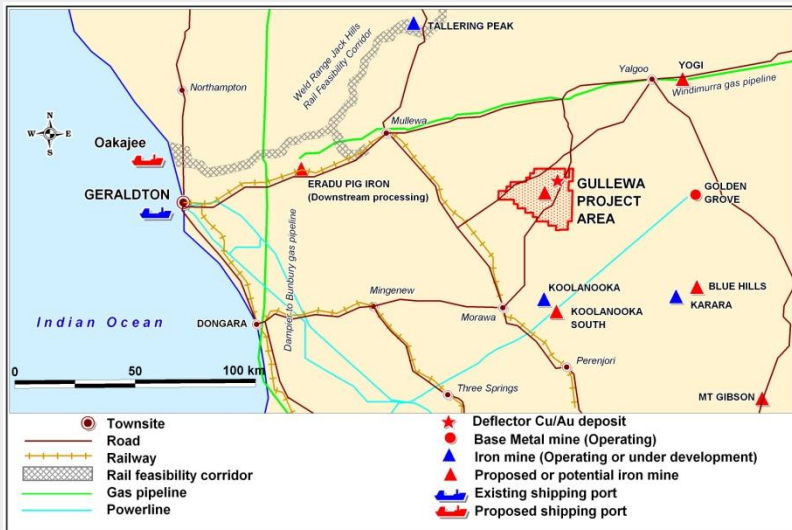 TALLERING PEAK
Weld Range Jack Hills
Rail Feasibility Corridor
Yalgoo
YOGI
Windimurra gas pipeline
Northampton
N
W
E
S
Mullewa
Oakajee
ERADU PIG IRON
(Downstream processing)
GULLEWA
PROJECT
AREA
GOLDEN
GROVE
GERALDTON
Dampier to Bunbury gas pipeline
Mingenew
KOOLANOOKA
BLUE HILLS
KARARA
Indian Ocean
DONGARA
Morawa
KOOLANOOKA
SOUTH
Perenjori
0
50
100 km
Three Springs
MT GIBSON
Townsite
Road
Railway
Rail feasibility corridor
Gas pipeline
Powerline
Deflector Cu/Au deposit
Base Metal mine (Operating)
Iron mine (Operating or under development)
Proposed or potential iron mine
Existing shipping port
Proposed shipping port